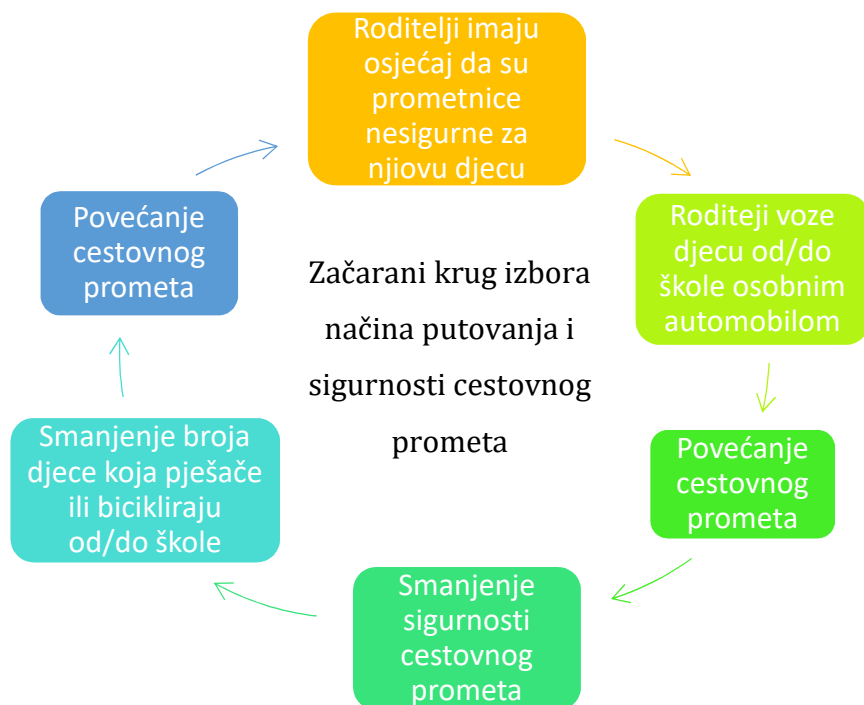 Roditelji imaju
osjećaj da su
prometnice
nesigurne za
njiovu djecu
Roditeji voze
djecu od/do
škole osobnim
automobilom
Povećanje
cestovnog
prometa
Smanjenje
sigurnosti
cestovnog
prometa
Smanjenje broja
djece koja pješače
ili bicikliraju
od/do škole
Povećanje
cestovnog
prometa
Začarani krug izbora
načina putovanja i
sigurnosti cestovnog
prometa